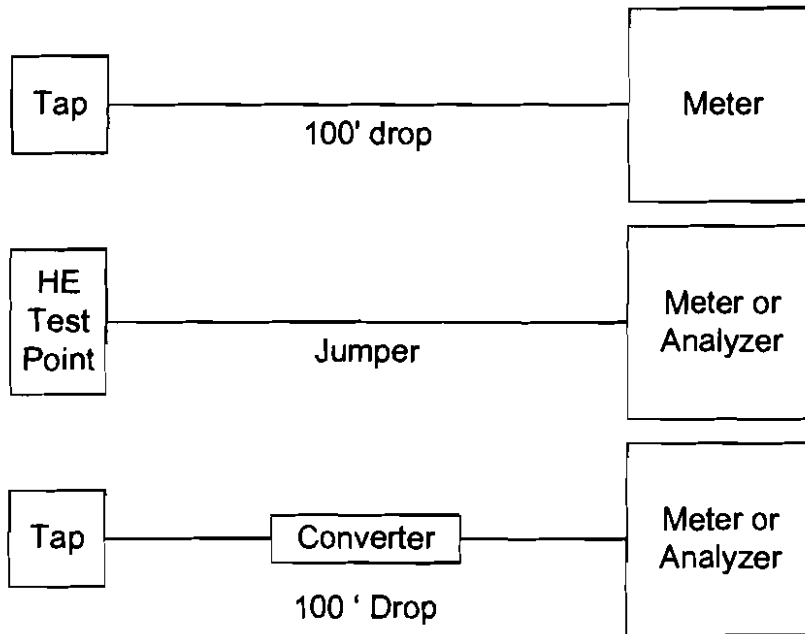 Tap
100' drop
Meter
HE
Test
Point
Jumper
Meter or
Analyzer
Tap
Converter
100 ‘ Drop
Meter or
Analyzer